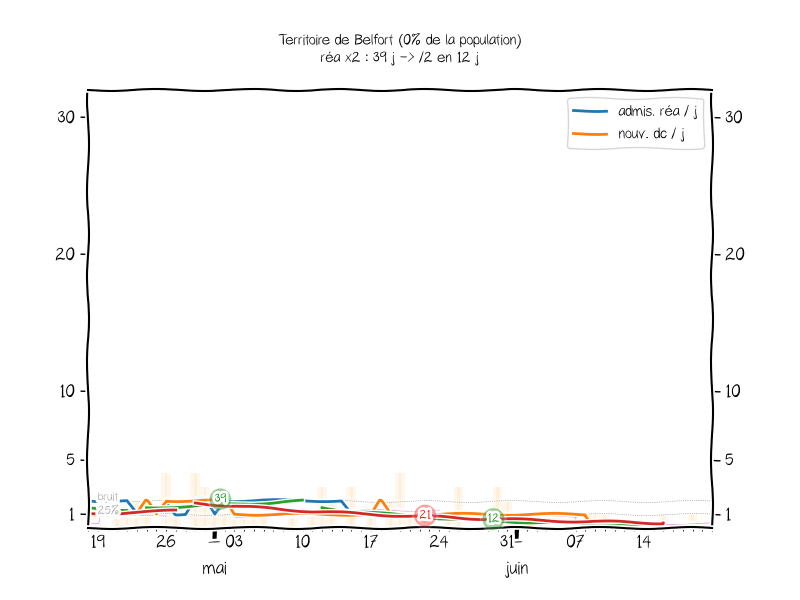 Territoire de Belfort (0% de la population)
réa x2 : 39 j -> /2 en 12 j
admis. réa / j
nouv. dc / j
30
30
20
20
10
10
5
5
bruit
25%
39
21
12
1
1
19 26 03 10 17 24 31 07 14
mai juin